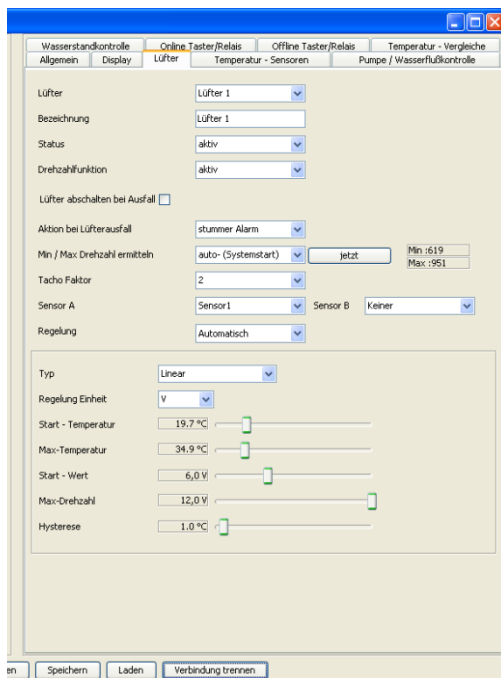 Wasserstandkontrolle Online Taster/Relais Offline Taster/Relais Temperatur - Vergleiche
Allgemein Display Lüfter Temperatur - Sensoren Pumpe / Wasserflußkontrolle
Lüfter Lüfter 1
Bezeichnung Lüfter 1
Status aktiv
Drehzahlfunktion aktiv
Lüfter abschalten bei Ausfall
Aktion bei Lüfterausfall stummer Alarm
Min / Max Drehzahl ermitteln auto- (Systemstart) jetzt Min :619
Max :951
Tacho Faktor 2
Sensor A Sensor1 Sensor B Keiner
Regelung Automatisch
Typ Linear
Regelung Einheit V
Start - Temperatur 19.7 °C
Max-Temperatur 34.9 °C
Start - Wert 6,0 V
Max-Drehzahl 12,0 V
Hysterese 1.0 °C
en Speichern Laden Verbindung trennen